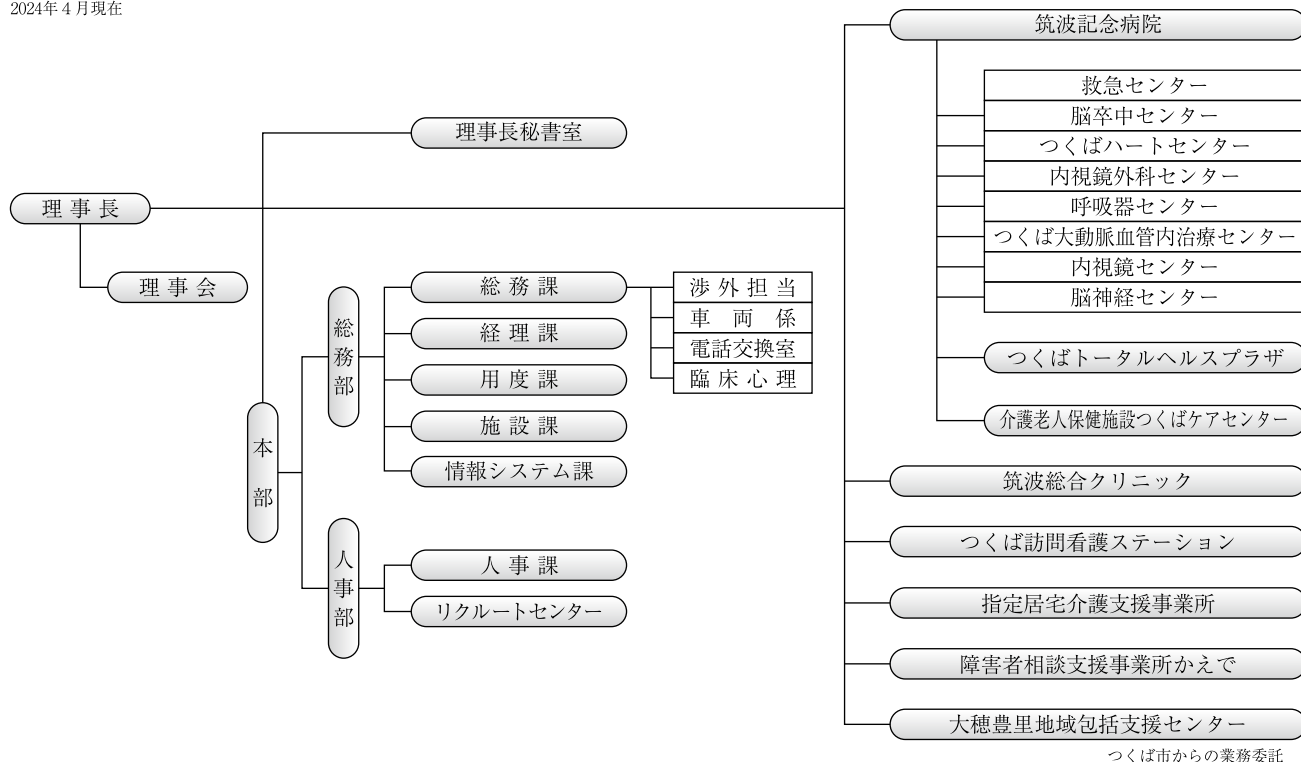 2024年4月現在
理事長
理事会
理事長秘書室
本部
総務部
総務課
経理課
用度課
施設課
情報システム課
渉外担当
車両係
電話交換室
臨床心理
人事部
人事課
リクルートセンター
筑波記念病院
救急センター
脳卒中センター
つくばハートセンター
内視鏡外科センター
呼吸器センター
つくば大動脈血管内治療センター
内視鏡センター
脳神経センター
つくばトータルヘルスプラザ
介護老人保健施設つくばケアセンター
筑波総合クリニック
つくば訪問看護ステーション
指定居宅介護支援事業所
障害者相談支援事業所かえで
大穂豊里地域包括支援センター
つくば市からの業務委託